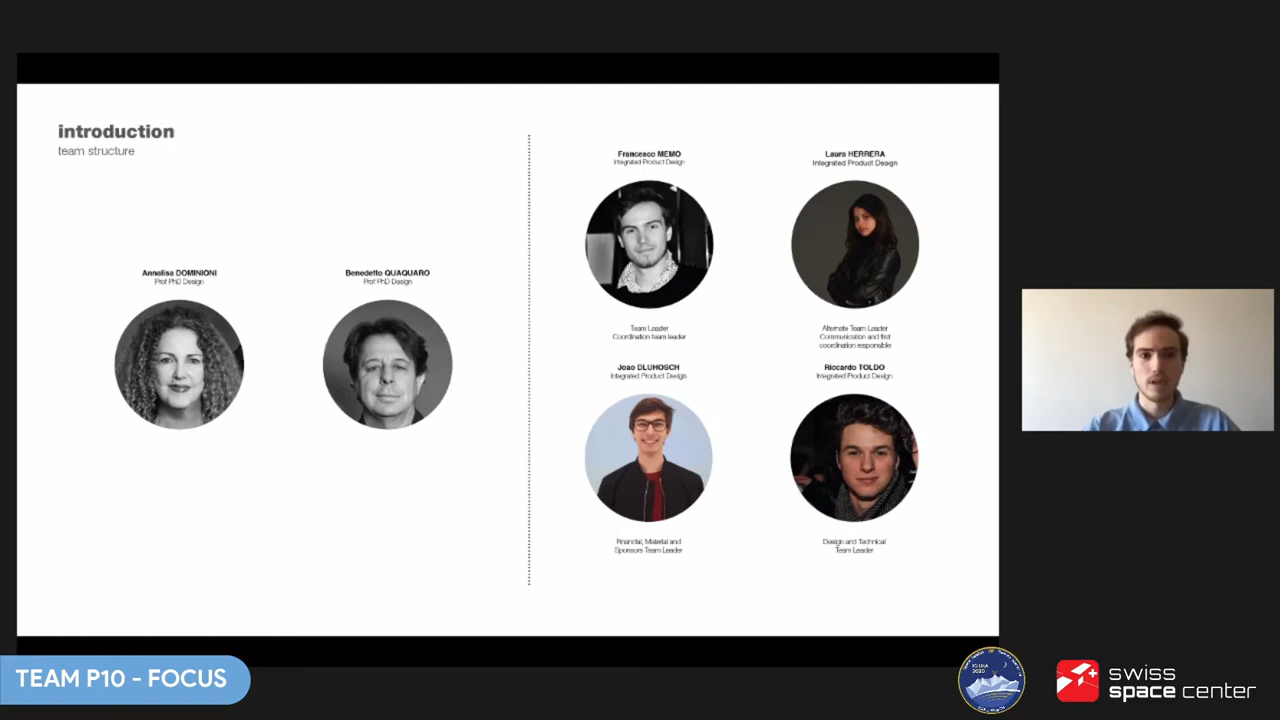 introduction
team structure
Annalisa DOMINIONI
Prof PhD Design
Benedetto QUAQUARO
Prof PhD Design
Francesco MEMO
Integrated Product Design
Team Leader
Coordination team leader
Laura HERRERA
Integrated Product Design
Alternate Team Leader
Communication and first
coordination responsible
Joao DLUHOSCH
Integrated Product Design
Financial, Material and
Sponsors Team Leader
Riccardo TOLDO
Integrated Product Design
Design and Technical
Team Leader
TEAM P10 - FOCUS
IGLUNA
2020
swiss
space center